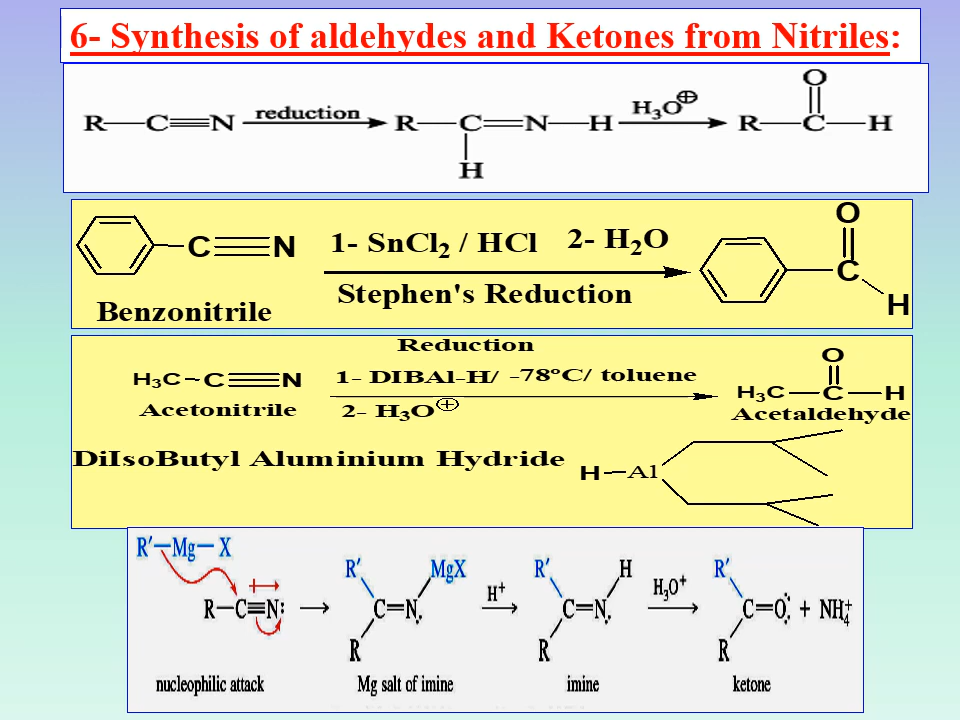 6- Synthesis of aldehydes and Ketones from Nitriles:
O
R—C≡N reduction R—C=N—H H₃O⊕ R—C—H
H
O
C≡N 1- SnCl₂ / HCl 2- H₂O C
Stephen's Reduction H
Benzonitrile
Reduction
O
H₃C–C≡N 1- DIBAl-H/ -78°C/ toluene H₃C—C—H
Acetonitrile 2- H₃O⊕ Acetaldehyde
DiIsoButyl Aluminium Hydride H–Al
R′—Mg—X
R′ MgX R′ H R′
R—C≡N: C=N H⁺ C=N H₃O⁺ C=O + NH₄⁺
R R R
nucleophilic attack Mg salt of imine imine ketone